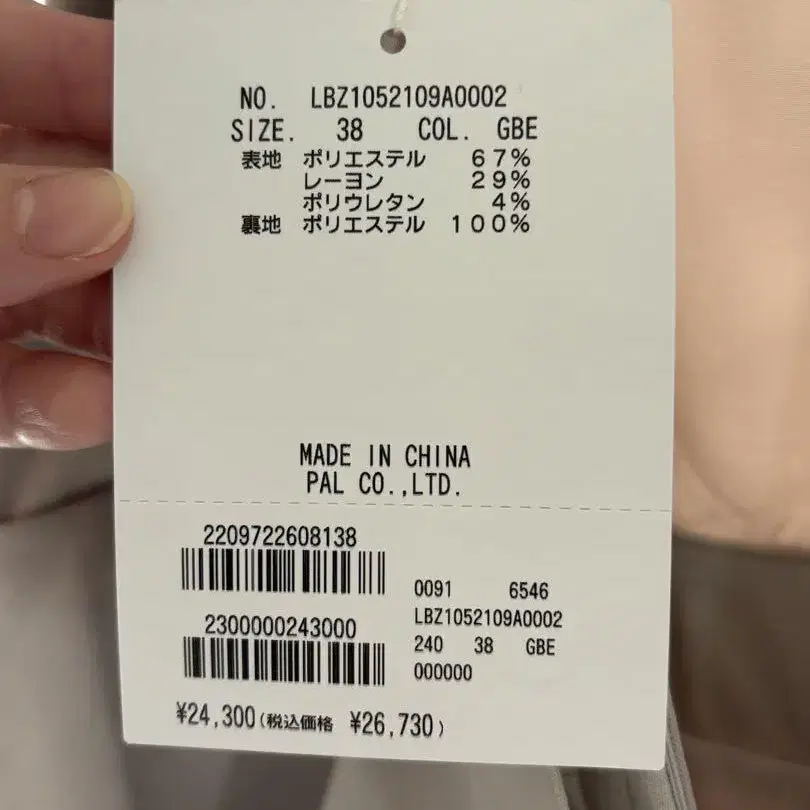 NO. LBZ1052109A0002
SIZE. 38 COL. GBE
表地 ポリエステル 67%
レーヨン 29%
ポリウレタン 4%
裏地 ポリエステル 100%
MADE IN CHINA
PAL CO.,LTD.
2209722608138
0091 6546
LBZ1052109A0002
2300000243000
240 38 GBE
000000
¥24,300(税込価格 ¥26,730)